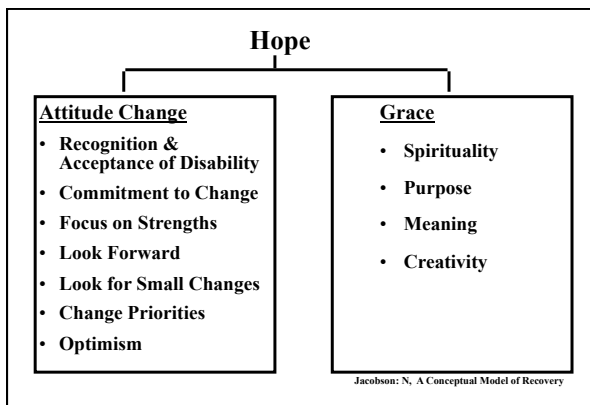 Hope
Attitude Change
• Recognition &
Acceptance of Disability
• Commitment to Change
• Focus on Strengths
• Look Forward
• Look for Small Changes
• Change Priorities
• Optimism
Grace
• Spirituality
• Purpose
• Meaning
• Creativity
Jacobson: N, A Conceptual Model of Recovery